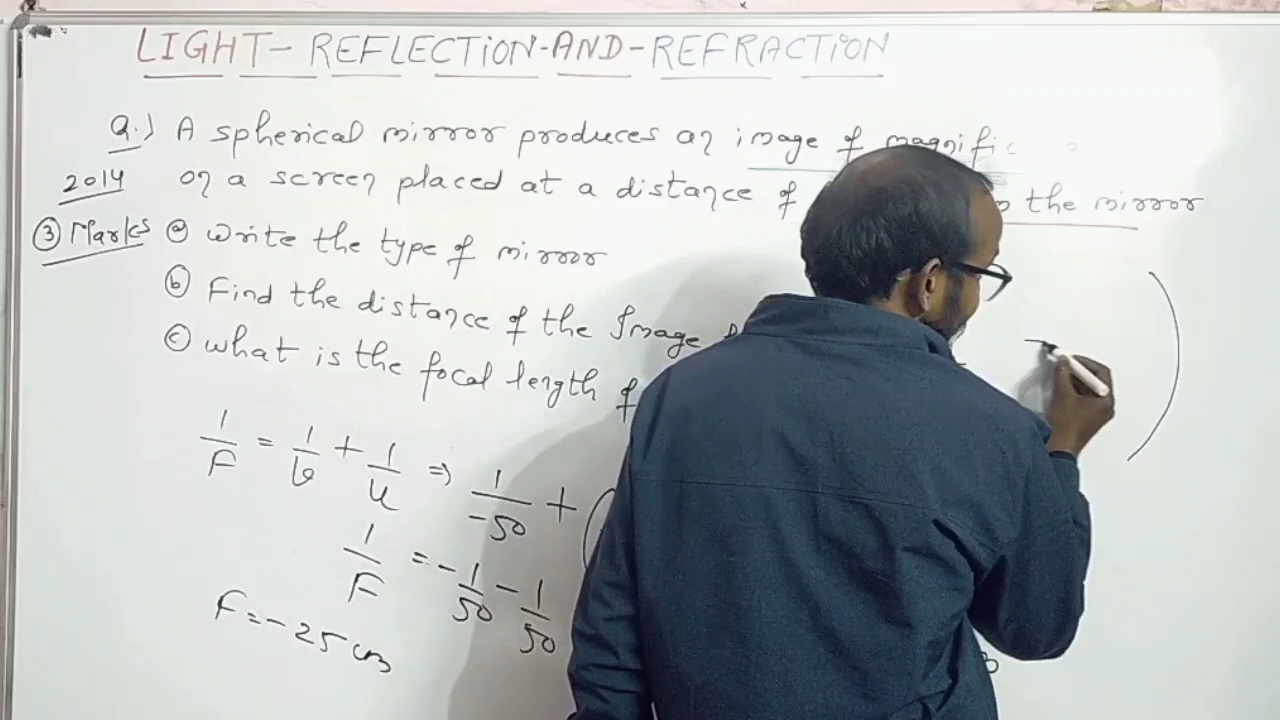 LIGHT- REFLECTION-AND-REFRACTION
Q.) A spherical mirror produces an image of magnific
2014 on a screen placed at a distance of the mirror
③ Marks ⓐ write the type of mirror
ⓑ Find the distance of the Image
ⓒ what is the focal length of
1/F = 1/v + 1/u ⇒ 1/-50 + (
1/F = -1/50 - 1/50
F = -25 cm